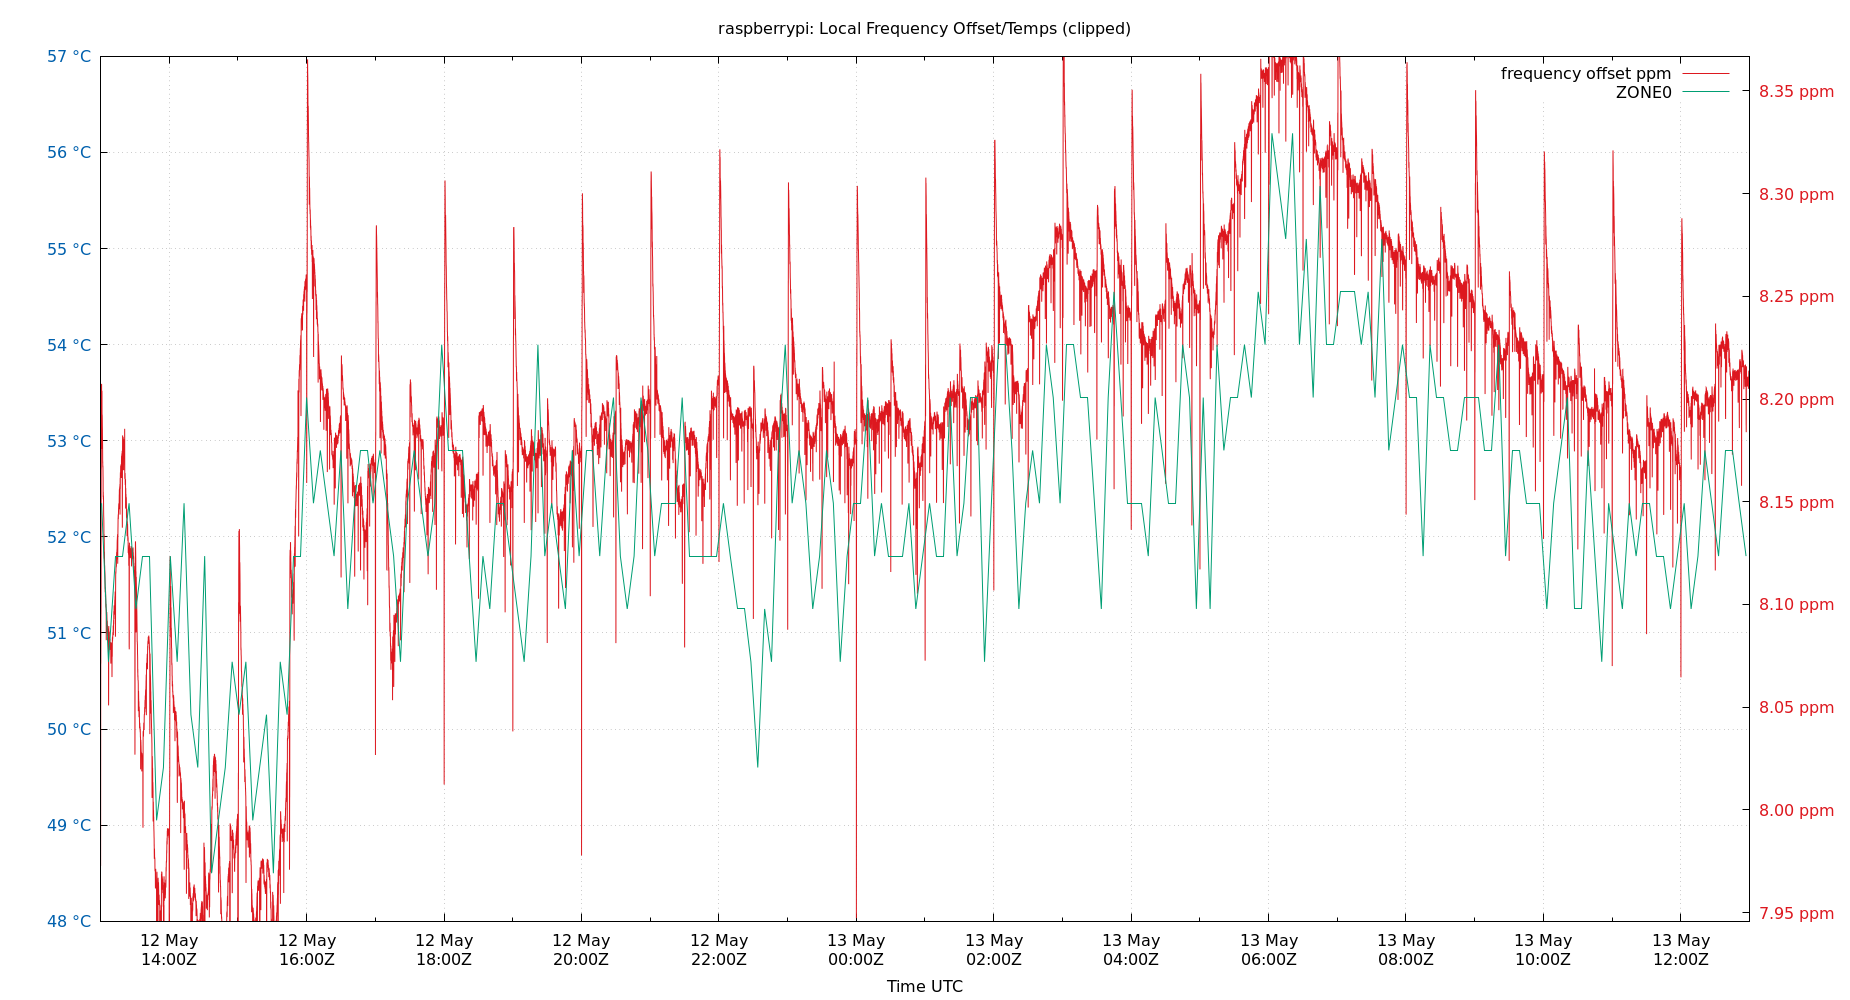 raspberrypi: Local Frequency Offset/Temps (clipped)
57 °C
56 °C
55 °C
54 °C
53 °C
52 °C
51 °C
50 °C
49 °C
48 °C
frequency offset ppm
ZONE0
8.35 ppm
8.30 ppm
8.25 ppm
8.20 ppm
8.15 ppm
8.10 ppm
8.05 ppm
8.00 ppm
7.95 ppm
12 May 12 May 12 May 12 May 12 May 13 May 13 May 13 May 13 May 13 May 13 May 13 May
14:00Z 16:00Z 18:00Z 20:00Z 22:00Z 00:00Z 02:00Z 04:00Z 06:00Z 08:00Z 10:00Z 12:00Z
Time UTC